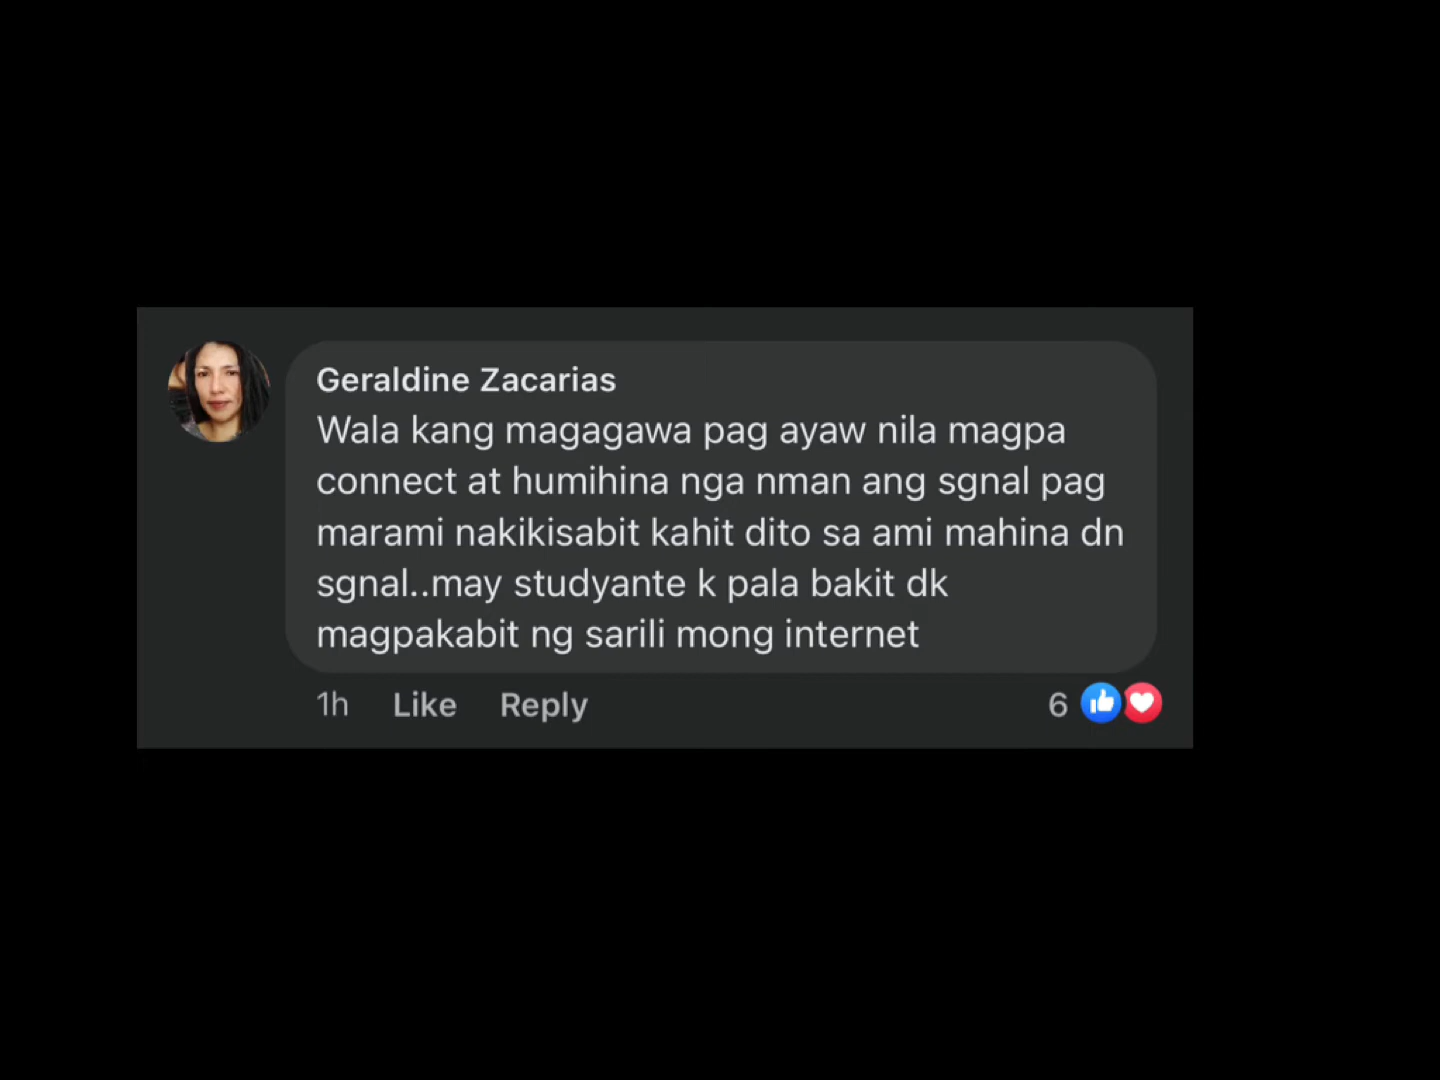 Geraldine Zacarias
Wala kang magagawa pag ayaw nila magpa
connect at humihina nga nman ang sgnal pag
marami nakikisabit kahit dito sa ami mahina dn
sgnal..may studyante k pala bakit dk
magpakabit ng sarili mong internet
1h Like Reply 6